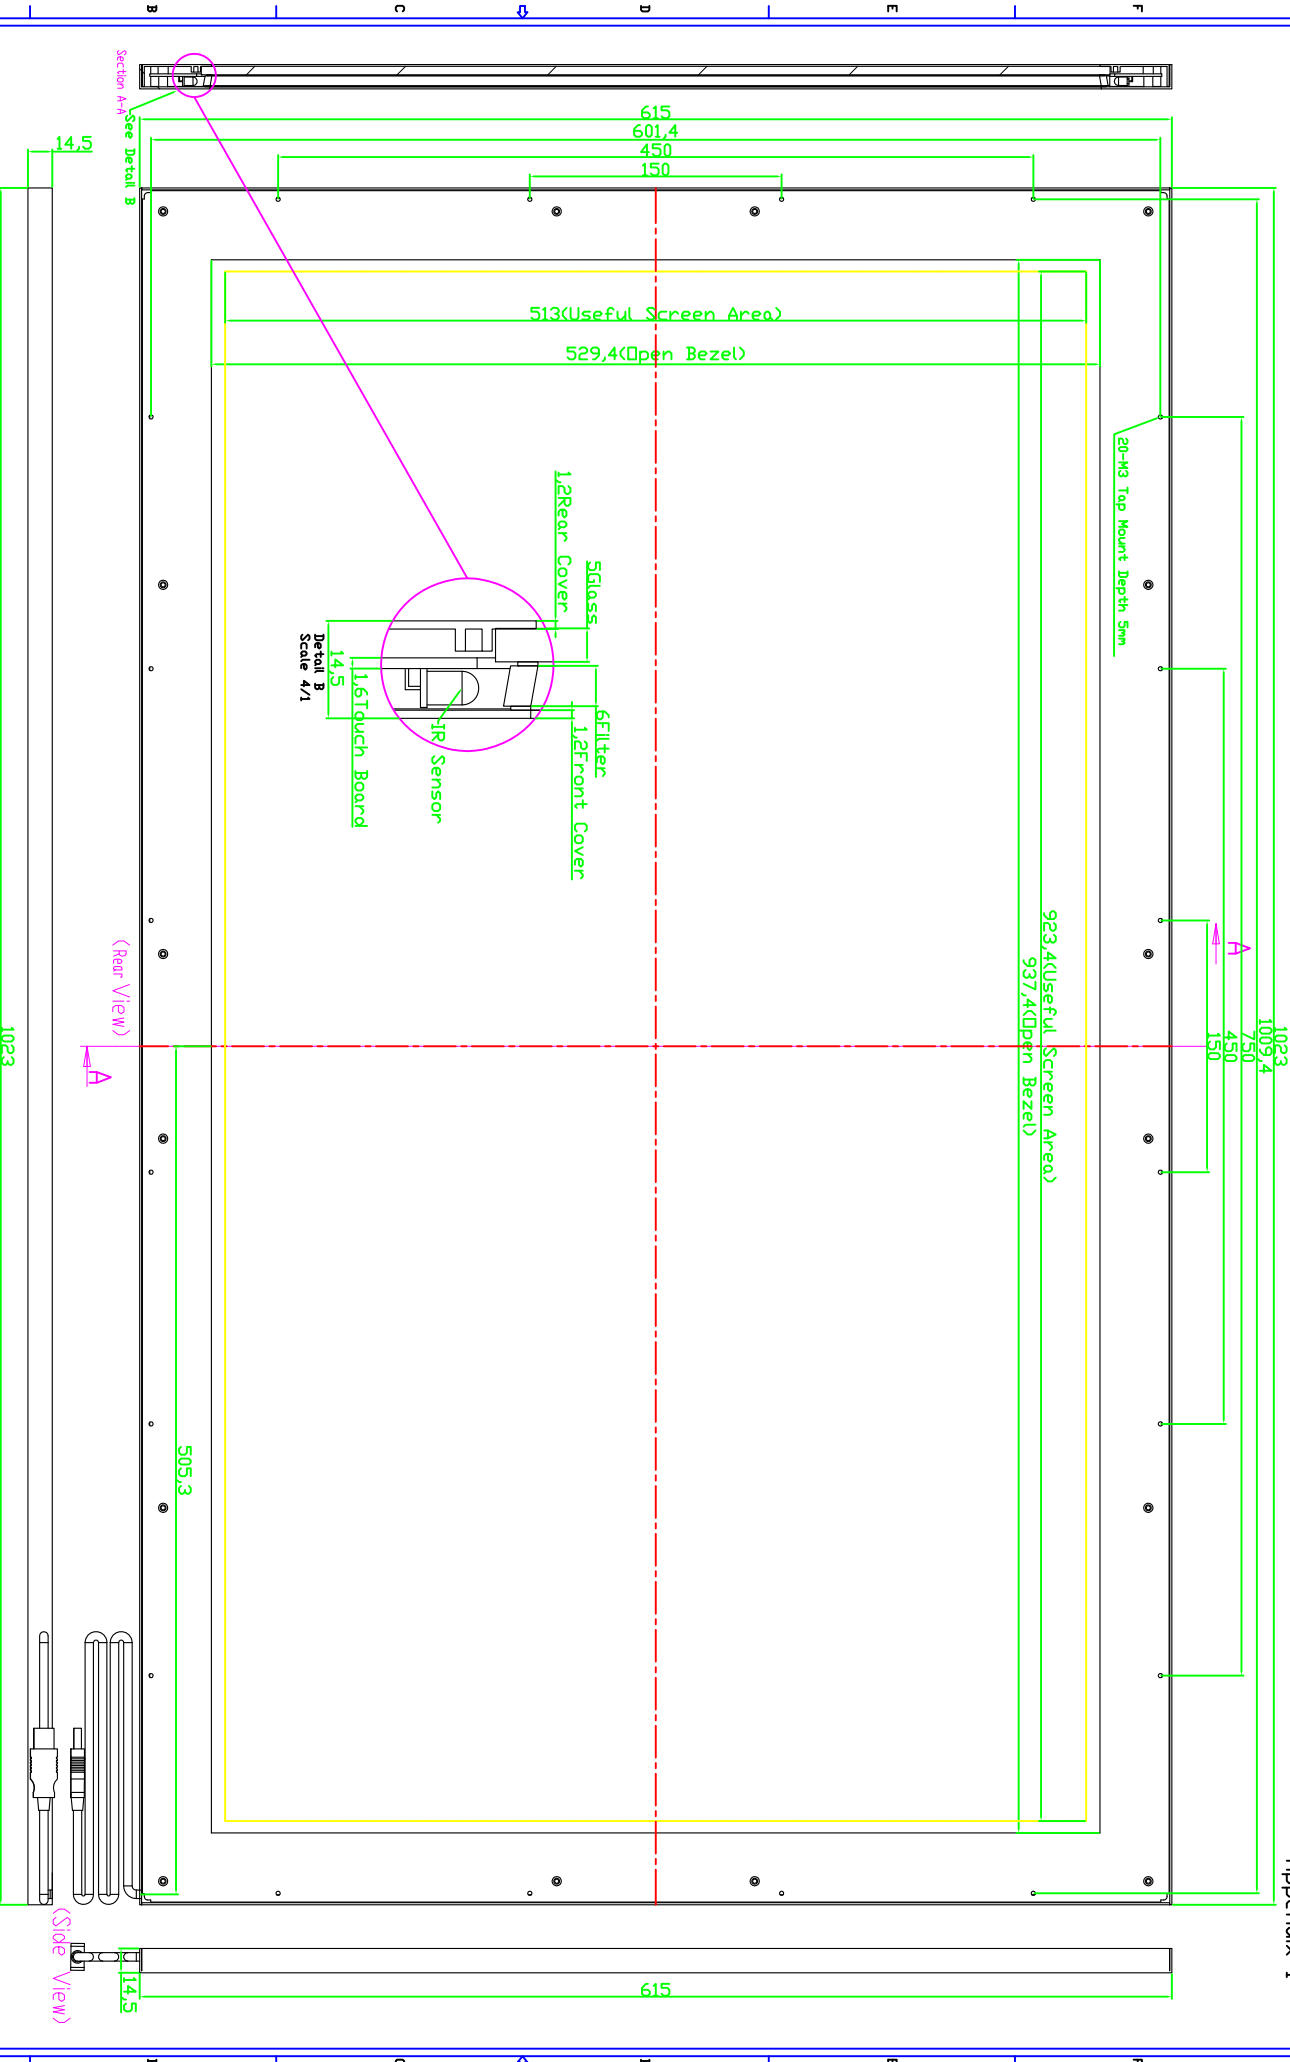 B
C
D
E
F
Section A-A
See Detail B
14,5
615
601,4
450
150
513(Useful Screen Area)
529,4(Open Bezel)
20-M3 Tap Mount Depth 5mm
1,2Rear Cover
5Glass
6Filter
1,2Front Cover
IR Sensor
1,6Touch Board
14,5
Detail B
Scale 4/1
923,4(Useful Screen Area)
937,4(Open Bezel)
A
1023
1009,4
750
450
150
(Rear View)
A
1023
505,3
(Side View)
14,5
615